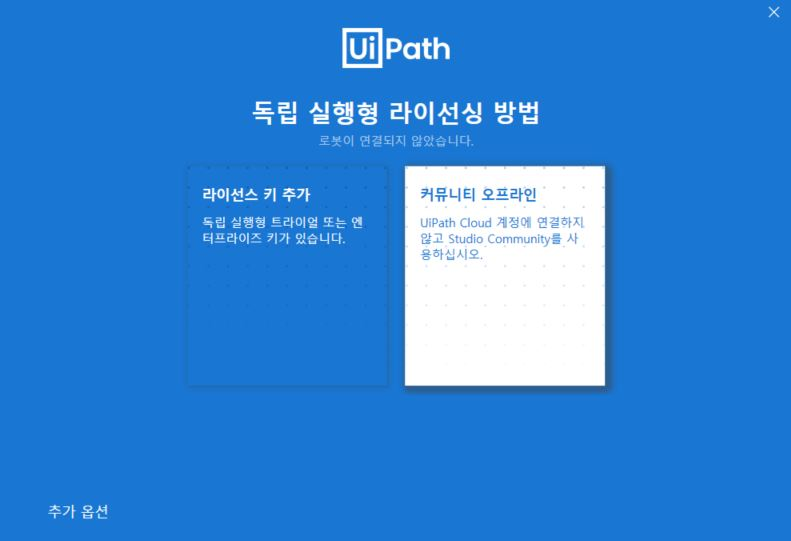 UiPath
독립 실행형 라이선싱 방법
로봇이 연결되지 않았습니다.
라이선스 키 추가
독립 실행형 트라이얼 또는 엔
터프라이즈 키가 있습니다.
커뮤니티 오프라인
UiPath Cloud 계정에 연결하지
않고 Studio Community를 사
용하십시오.
추가 옵션